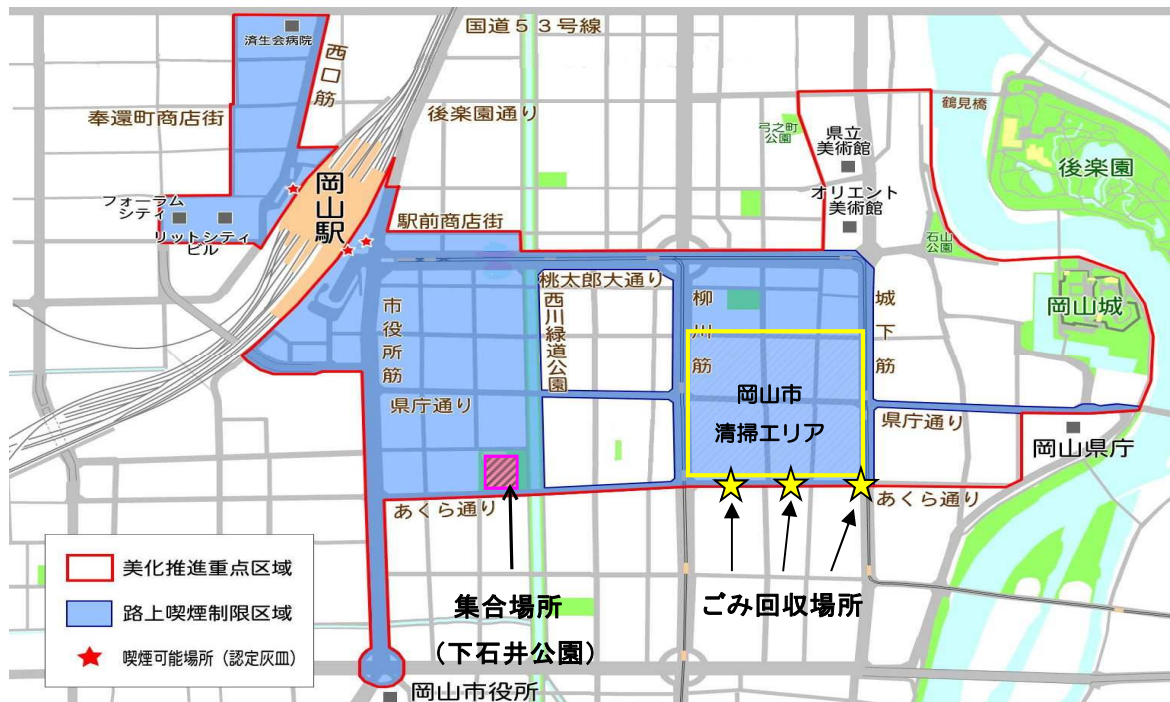 国道53号線
済生会病院
西口筋
奉還町商店街
後楽園通り
鶴見橋
弓之町
公園
県立
美術館
後楽園
岡山駅
オリエント
美術館
フォーラム
シティ
リットシティ
ビル
駅前商店街
石山
公園
桃太郎大通り
岡山城
市役所筋
西川緑道公園
柳川筋
城下筋
岡山市
清掃エリア
県庁通り
県庁通り
岡山県庁
あくら通り
あくら通り
美化推進重点区域
路上喫煙制限区域
喫煙可能場所（認定灰皿）
集合場所
（下石井公園）
ごみ回収場所
岡山市役所